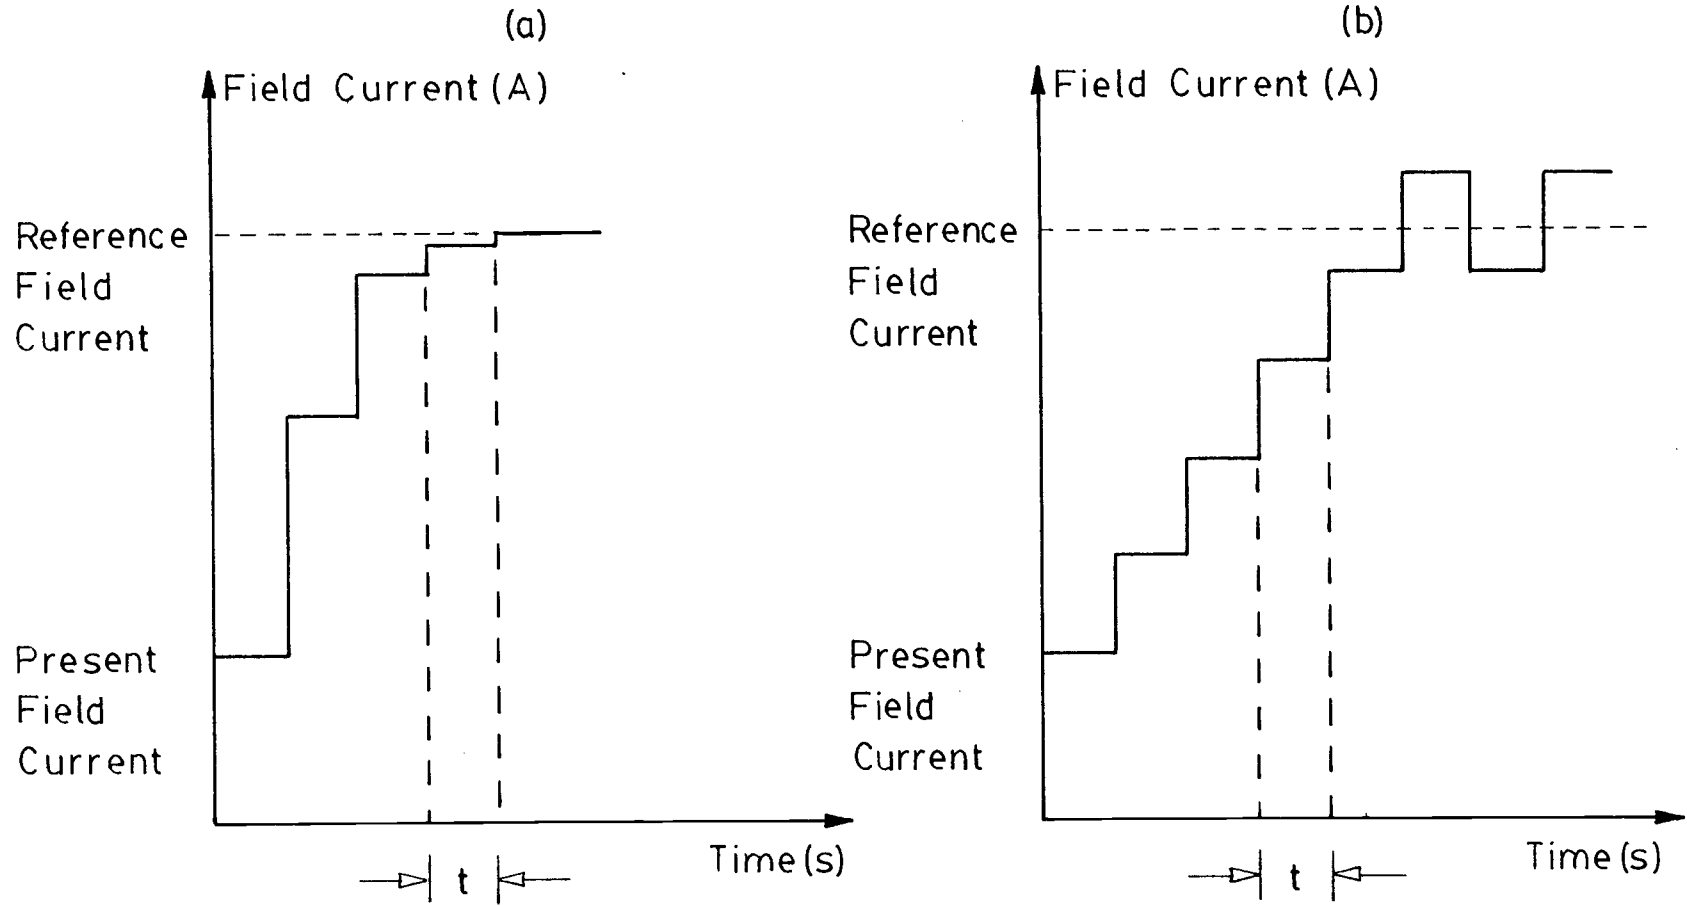 (a)
Field Current (A)
Reference
Field
Current
Present
Field
Current
Time (s)
t
(b)
Field Current (A)
Reference
Field
Current
Present
Field
Current
Time (s)
t